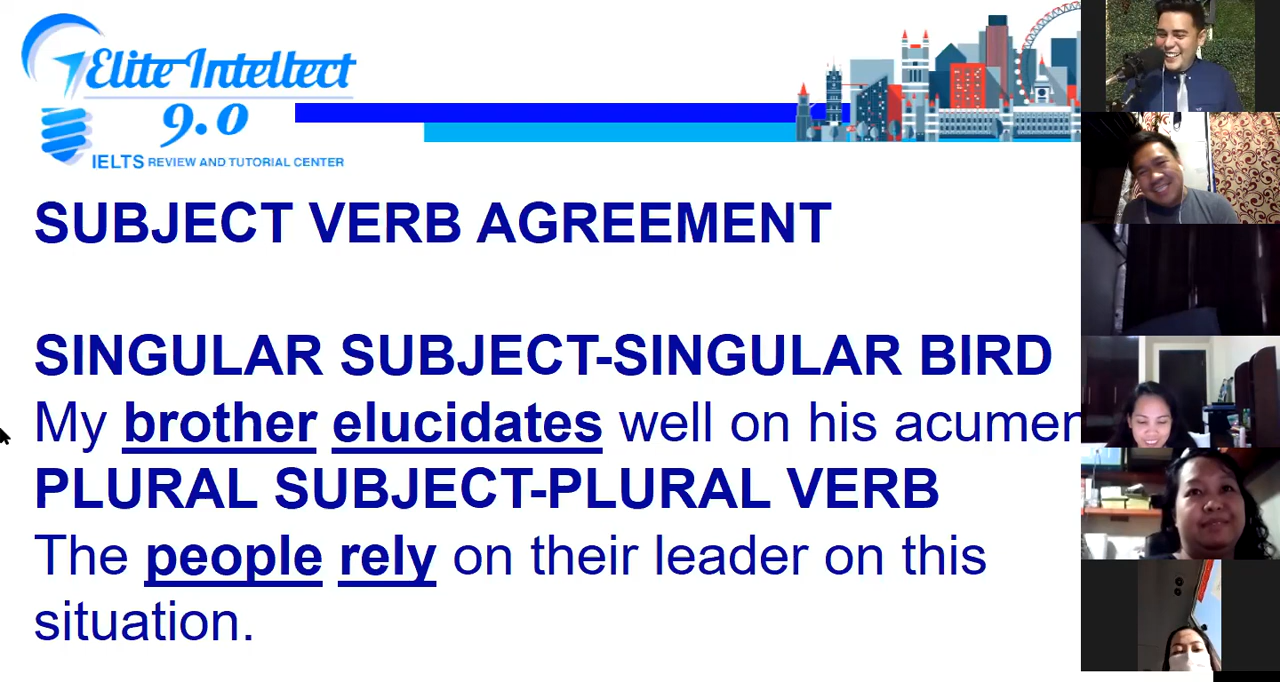 Elite Intellect
9.0
IELTS REVIEW AND TUTORIAL CENTER
SUBJECT VERB AGREEMENT
SINGULAR SUBJECT-SINGULAR BIRD
My brother elucidates well on his acumen
PLURAL SUBJECT-PLURAL VERB
The people rely on their leader on this
situation.